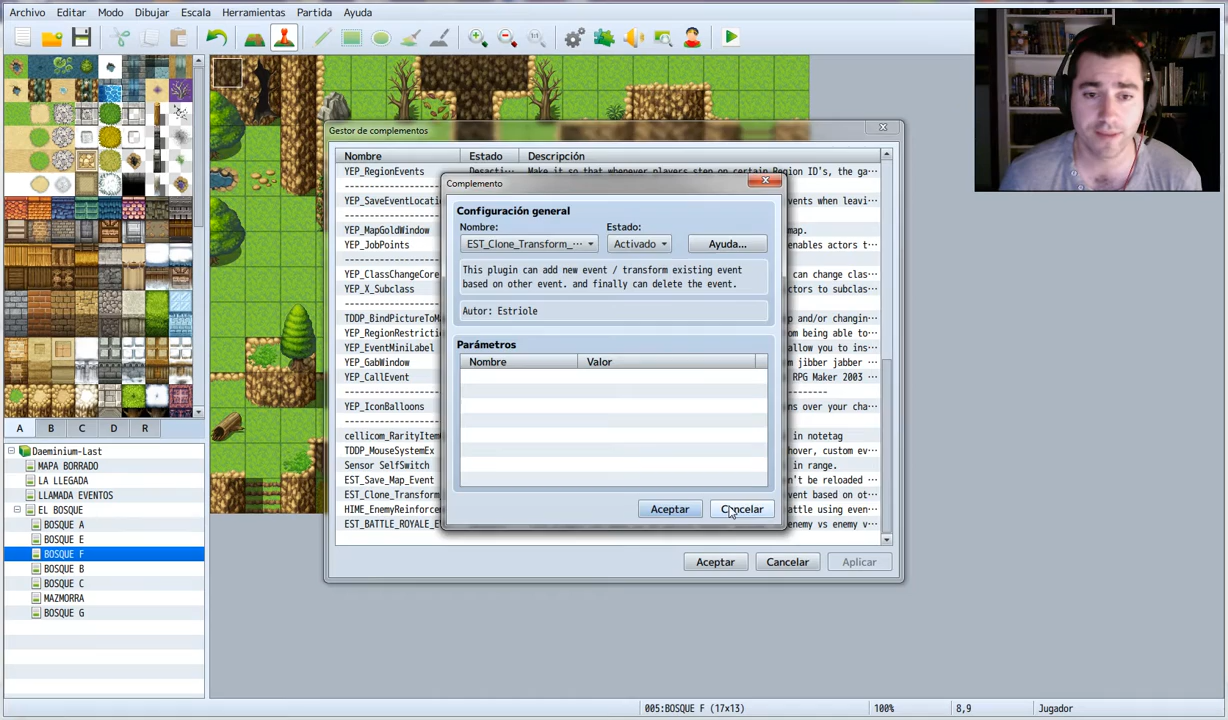 Archivo Editar Modo Dibujar Escala Herramientas Partida Ayuda
Gestor de complementos
Nombre Estado Descripción
YEP_RegionEvents Desacti··· Make it so that whenever players step on certain Region ID's, the ga···
YEP_SaveEventLocati
YEP_MapGoldWindow map.
YEP_JobPoints enables actors t···
YEP_ClassChangeCore can change clas···
YEP_X_Subclass ctors to subclas···
TDDP_BindPictureToM p and/or changin···
YEP_RegionRestricti om being able to···
YEP_EventMiniLabel allow you to ins···
YEP_GabWindow m jibber jabber ···
YEP_CallEvent RPG Maker 2003 ···
YEP_IconBalloons ns over your cha···
cellicom_RarityItem in notetag
TDDP_MouseSystemEx hover, custom ev···
Sensor SelfSwitch in range.
EST_Save_Map_Event n't be reloaded ···
EST_Clone_Transform vent based on ot···
HIME_EnemyReinforce attle using even···
EST_BATTLE_ROYALE_E enemy vs enemy v···
Aceptar Cancelar Aplicar
Complemento
Configuración general
Nombre: Estado:
EST_Clone_Transform_··· Activado Ayuda...
This plugin can add new event / transform existing event
based on other event. and finally can delete the event.
Autor: Estriole
Parámetros
Nombre Valor
Aceptar Cancelar
A B C D R
Daeminium-Last
MAPA BORRADO
LA LLEGADA
LLAMADA EVENTOS
EL BOSQUE
BOSQUE A
BOSQUE E
BOSQUE F
BOSQUE B
BOSQUE C
MAZMORRA
BOSQUE G
005:BOSQUE F (17x13) 100% 8,9 Jugador